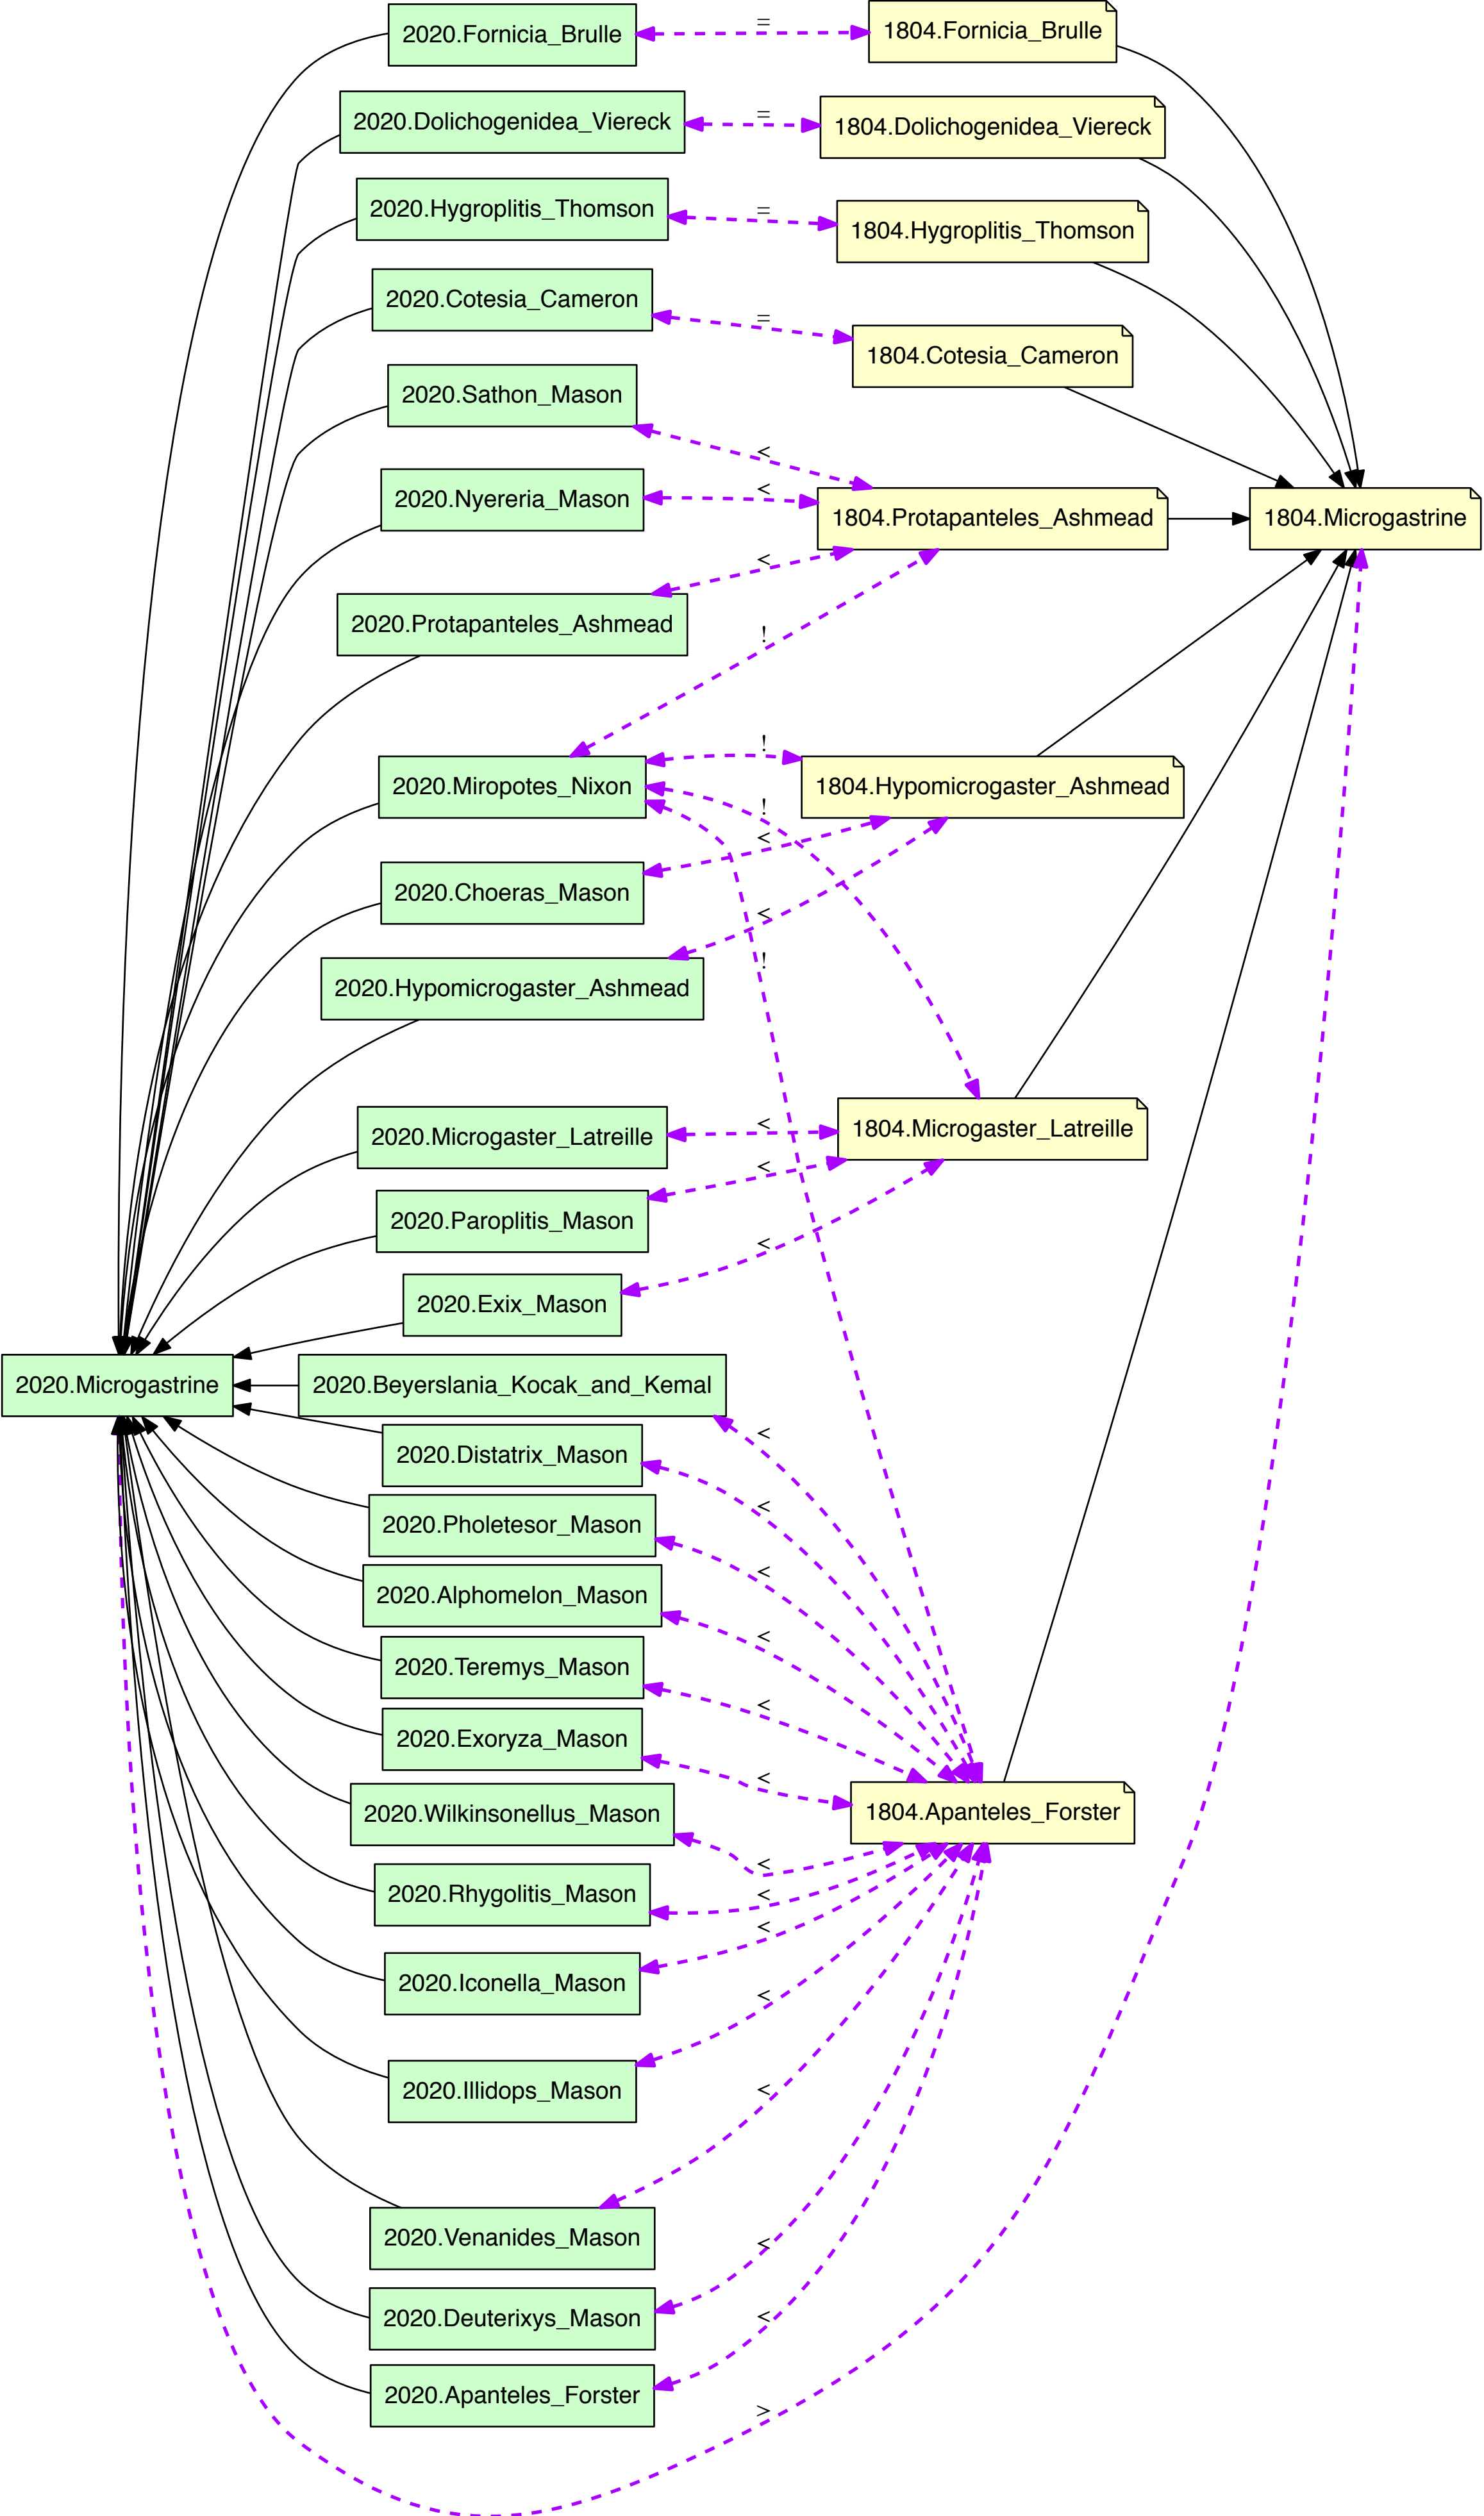 2020.Fornicia_Brulle
=
1804.Fornicia_Brulle
2020.Dolichogenidea_Viereck
=
1804.Dolichogenidea_Viereck
2020.Hygroplitis_Thomson
=
1804.Hygroplitis_Thomson
2020.Cotesia_Cameron
=
1804.Cotesia_Cameron
2020.Sathon_Mason
<
2020.Nyereria_Mason
<
1804.Protapanteles_Ashmead
1804.Microgastrine
<
2020.Protapanteles_Ashmead
!
!
2020.Miropotes_Nixon
1804.Hypomicrogaster_Ashmead
!
<
2020.Choeras_Mason
<
!
2020.Hypomicrogaster_Ashmead
2020.Microgaster_Latreille
<
1804.Microgaster_Latreille
<
2020.Paroplitis_Mason
<
2020.Exix_Mason
2020.Microgastrine
2020.Beyerslania_Kocak_and_Kemal
<
2020.Distatrix_Mason
<
2020.Pholetesor_Mason
<
2020.Alphomelon_Mason
<
2020.Teremys_Mason
<
2020.Exoryza_Mason
<
2020.Wilkinsonellus_Mason
1804.Apanteles_Forster
<
2020.Rhygolitis_Mason
<
<
2020.Iconella_Mason
<
2020.Illidops_Mason
<
2020.Venanides_Mason
<
2020.Deuterixys_Mason
<
2020.Apanteles_Forster
>